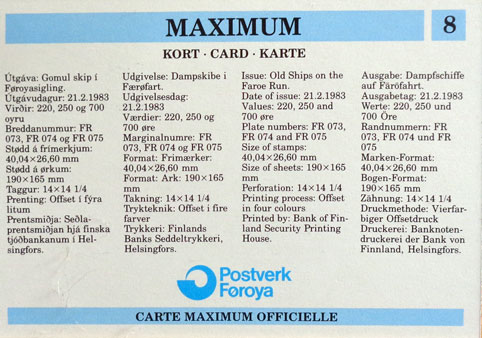 MAXIMUM
8
KORT · CARD · KARTE
Útgáva: Gomul skip í
Føroyasigling.
Útgávudagur: 21.2.1983
Virðir: 220, 250 og 700
oyru
Breddanummur: FR
073, FR 074 og FR 075
Stødd á frímerkjum:
40,04×26,60 mm
Stødd á ørkum:
190×165 mm
Taggur: 14×14 1/4
Prenting: Offset í fýra
litum
Prentsmiðja: Seðla-
prentsmiðjan hjá finska
tjóðbankanum í Hel-
singfors.
Udgivelse: Dampskibe i
Færøfart.
Udgivelsesdag:
21.2.1983
Værdier: 220, 250 og
700 øre
Marginalnumre: FR
073, FR 074 og FR 075
Format: Frimærker:
40,04×26,60 mm
Format: Ark: 190×165
mm
Takning: 14×14 1/4
Trykteknik: Offset i fire
farver
Trykkeri: Finlands
Banks Seddeltrykkeri,
Helsingfors.
Issue: Old Ships on the
Faroe Run.
Date of issue: 21.2.1983
Values: 220, 250 and
700 øre
Plate numbers: FR 073,
FR 074 and FR 075
Size of stamps:
40,04×26,60 mm
Size of sheets: 190×165
mm
Perforation: 14×14 1/4
Printing process: Offset
in four colours
Printed by: Bank of Fin-
land Security Printing
House.
Ausgabe: Dampfschiffe
auf Färöfahrt.
Ausgabetag: 21.2.1983
Werte: 220, 250 und
700 Öre
Randnummern: FR
073, FR 074 und FR
075
Marken-Format:
40,04×26,60 mm
Bogen-Format:
190×165 mm
Zähnung: 14×14 1/4
Druckmethode: Vierfar-
biger Offsetdruck
Druckerei: Banknoten-
druckerei der Bank von
Finnland, Helsingfors.
Postverk
Føroya
CARTE MAXIMUM OFFICIELLE